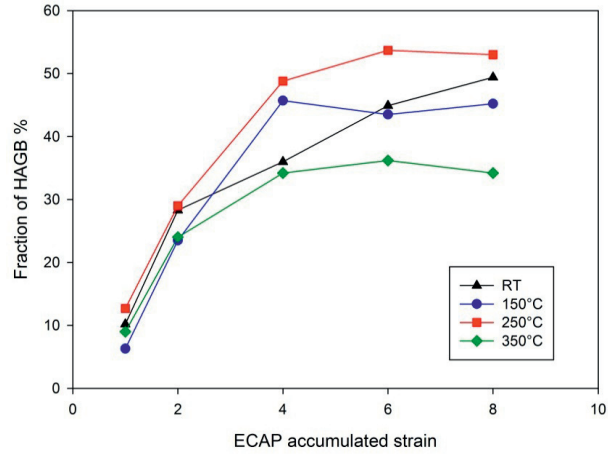 60
50
40
30
20
10
0
Fraction of HAGB %
RT
150°C
250°C
350°C
0 2 4 6 8 10
ECAP accumulated strain